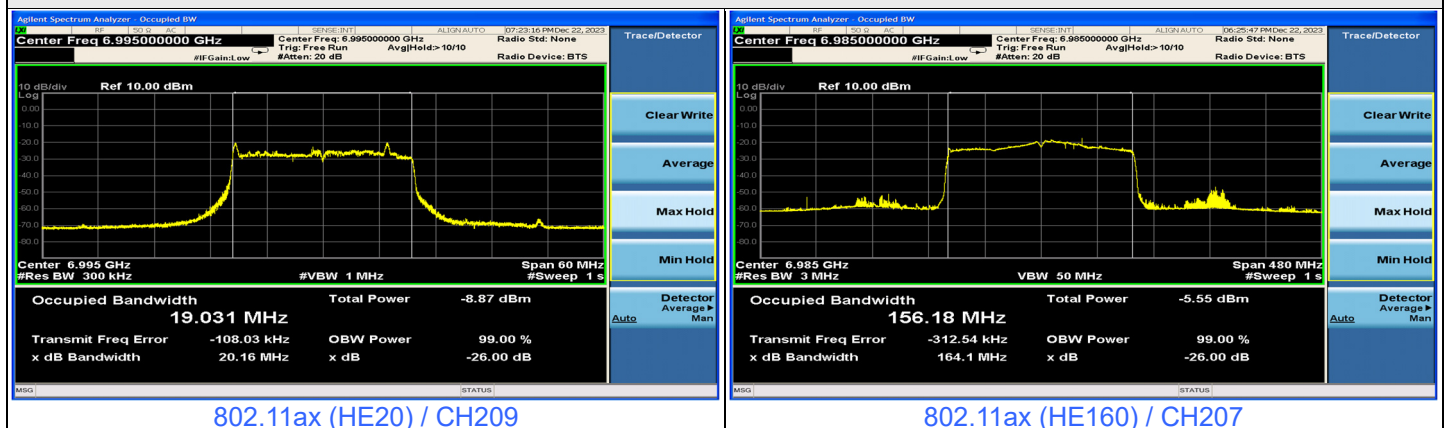 Agilent Spectrum Analyzer - Occupied BW
LXI RF 50 Ω AC SENSE:INT ALIGN AUTO 07:23:16 PM Dec 22, 2023
Center Freq 6.995000000 GHz Center Freq: 6.995000000 GHz Radio Std: None Trace/Detector
Trig: Free Run Avg|Hold:>10/10
#IFGain:Low #Atten: 20 dB Radio Device: BTS
10 dB/div Ref 10.00 dBm
Log
0.00
-10.0
-20.0
-30.0
-40.0
-50.0
-60.0
-70.0
-80.0
Clear Write
Average
Max Hold
Min Hold
Center 6.995 GHz Span 60 MHz
#Res BW 300 kHz #VBW 1 MHz #Sweep 1 s
Occupied Bandwidth Total Power -8.87 dBm
19.031 MHz
Transmit Freq Error -108.03 kHz OBW Power 99.00 %
x dB Bandwidth 20.16 MHz x dB -26.00 dB
Detector
Average▶
Auto Man
MSG STATUS
802.11ax (HE20) / CH209
Agilent Spectrum Analyzer - Occupied BW
LXI RF 50 Ω AC SENSE:INT ALIGN AUTO 06:25:47 PM Dec 22, 2023
Center Freq 6.985000000 GHz Center Freq: 6.985000000 GHz Radio Std: None Trace/Detector
Trig: Free Run Avg|Hold:>10/10
#IFGain:Low #Atten: 20 dB Radio Device: BTS
10 dB/div Ref 10.00 dBm
Log
0.00
-10.0
-20.0
-30.0
-40.0
-50.0
-60.0
-70.0
-80.0
Clear Write
Average
Max Hold
Min Hold
Center 6.985 GHz Span 480 MHz
#Res BW 3 MHz VBW 50 MHz #Sweep 1 s
Occupied Bandwidth Total Power -5.55 dBm
156.18 MHz
Transmit Freq Error -312.54 kHz OBW Power 99.00 %
x dB Bandwidth 164.1 MHz x dB -26.00 dB
Detector
Average▶
Auto Man
MSG STATUS
802.11ax (HE160) / CH207